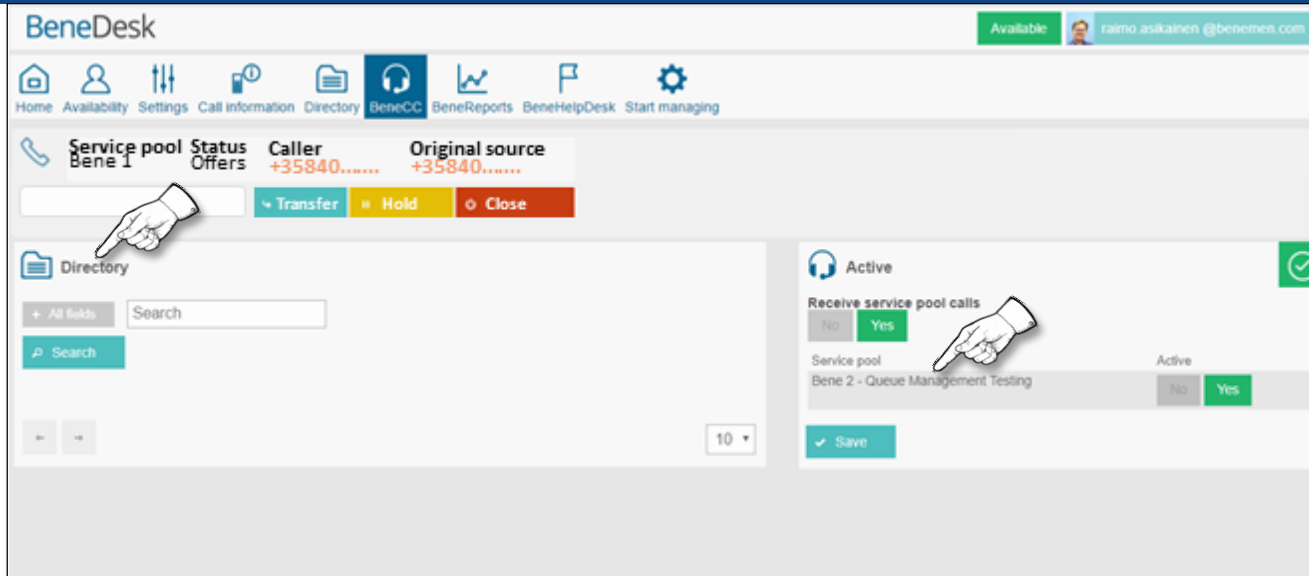 BeneDesk
Available raimo.asikainen @benemen.com
Home Availability Settings Call information Directory BeneCC BeneReports BeneHelpDesk Start managing
Service pool Status Caller Original source
Bene 1 Offers +35840....... +35840.......
Transfer Hold Close
Directory
+ All fields Search
Search
← →
10
Active
Receive service pool calls
No Yes
Service pool Active
Bene 2 - Queue Management Testing No Yes
Save